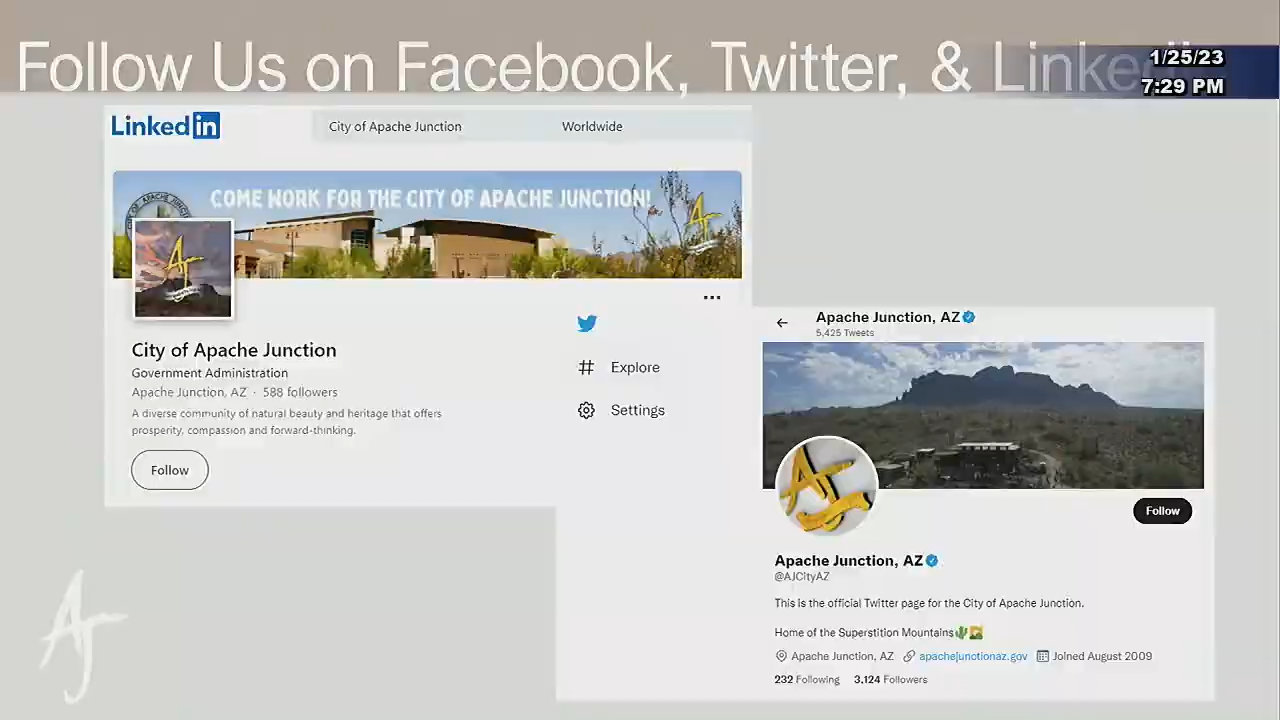 Follow Us on Facebook, Twitter, & Linke
1/25/23
7:29 PM
LinkedIn
City of Apache Junction
Worldwide
COME WORK FOR THE CITY OF APACHE JUNCTION!
City of Apache Junction
Government Administration
Apache Junction, AZ · 588 followers
A diverse community of natural beauty and heritage that offers
prosperity, compassion and forward-thinking.
Follow
# Explore
Settings
Apache Junction, AZ
5,425 Tweets
Follow
Apache Junction, AZ
@AJCityAZ
This is the official Twitter page for the City of Apache Junction.
Home of the Superstition Mountains🌵🌄
Apache Junction, AZ apachejunctionaz.gov Joined August 2009
232 Following 3,124 Followers
AJ